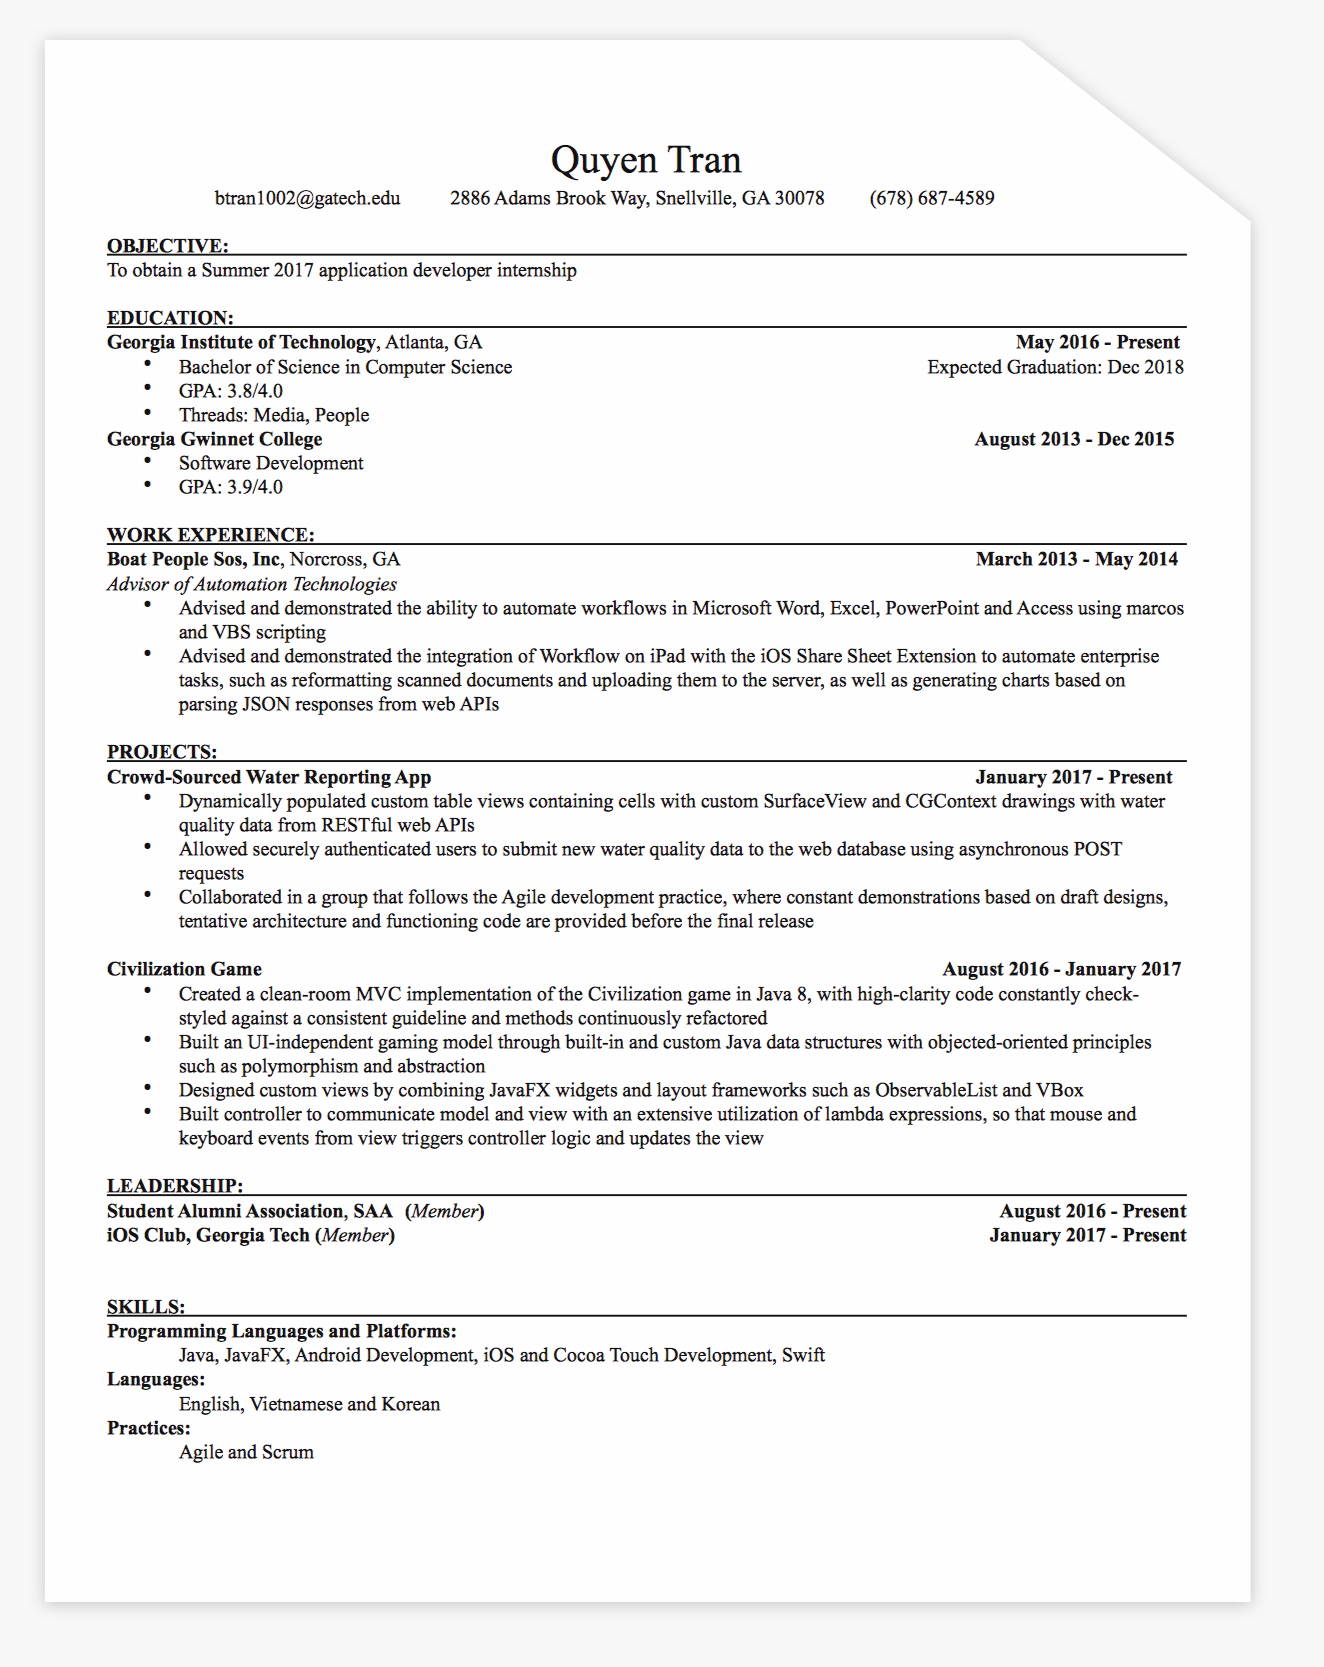 Quyen Tran
btran1002@gatech.edu 2886 Adams Brook Way, Snellville, GA 30078 (678) 687-4589
OBJECTIVE:
To obtain a Summer 2017 application developer internship
EDUCATION:
Georgia Institute of Technology, Atlanta, GA May 2016 - Present
• Bachelor of Science in Computer Science Expected Graduation: Dec 2018
• GPA: 3.8/4.0
• Threads: Media, People
Georgia Gwinnet College August 2013 - Dec 2015
• Software Development
• GPA: 3.9/4.0
WORK EXPERIENCE:
Boat People Sos, Inc, Norcross, GA March 2013 - May 2014
Advisor of Automation Technologies
• Advised and demonstrated the ability to automate workflows in Microsoft Word, Excel, PowerPoint and Access using marcos
and VBS scripting
• Advised and demonstrated the integration of Workflow on iPad with the iOS Share Sheet Extension to automate enterprise
tasks, such as reformatting scanned documents and uploading them to the server, as well as generating charts based on
parsing JSON responses from web APIs
PROJECTS:
Crowd-Sourced Water Reporting App January 2017 - Present
• Dynamically populated custom table views containing cells with custom SurfaceView and CGContext drawings with water
quality data from RESTful web APIs
• Allowed securely authenticated users to submit new water quality data to the web database using asynchronous POST
requests
• Collaborated in a group that follows the Agile development practice, where constant demonstrations based on draft designs,
tentative architecture and functioning code are provided before the final release
Civilization Game August 2016 - January 2017
• Created a clean-room MVC implementation of the Civilization game in Java 8, with high-clarity code constantly check-
styled against a consistent guideline and methods continuously refactored
• Built an UI-independent gaming model through built-in and custom Java data structures with objected-oriented principles
such as polymorphism and abstraction
• Designed custom views by combining JavaFX widgets and layout frameworks such as ObservableList and VBox
• Built controller to communicate model and view with an extensive utilization of lambda expressions, so that mouse and
keyboard events from view triggers controller logic and updates the view
LEADERSHIP:
Student Alumni Association, SAA (Member) August 2016 - Present
iOS Club, Georgia Tech (Member) January 2017 - Present
SKILLS:
Programming Languages and Platforms:
Java, JavaFX, Android Development, iOS and Cocoa Touch Development, Swift
Languages:
English, Vietnamese and Korean
Practices:
Agile and Scrum